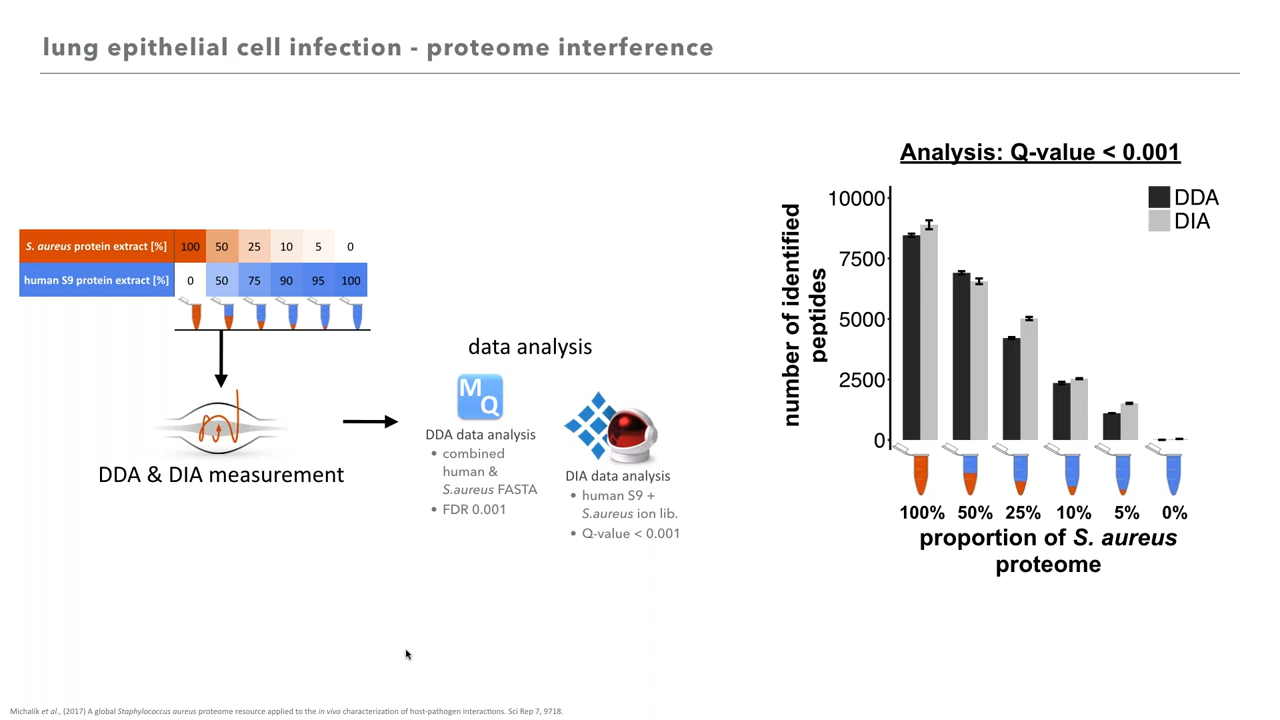 lung epithelial cell infection - proteome interference
S. aureus protein extract [%] 100 50 25 10 5 0
human S9 protein extract [%] 0 50 75 90 95 100
DDA & DIA measurement
data analysis
M
Q
DDA data analysis
• combined
human &
S.aureus FASTA
• FDR 0.001
DIA data analysis
• human S9 +
S.aureus ion lib.
• Q-value < 0.001
Analysis: Q-value < 0.001
DDA
DIA
number of identified
peptides
10000
7500
5000
2500
0
100% 50% 25% 10% 5% 0%
proportion of S. aureus
proteome
Michalik et al., (2017) A global Staphylococcus aureus proteome resource applied to the in vivo characterization of host-pathogen interactions. Sci Rep 7, 9718.